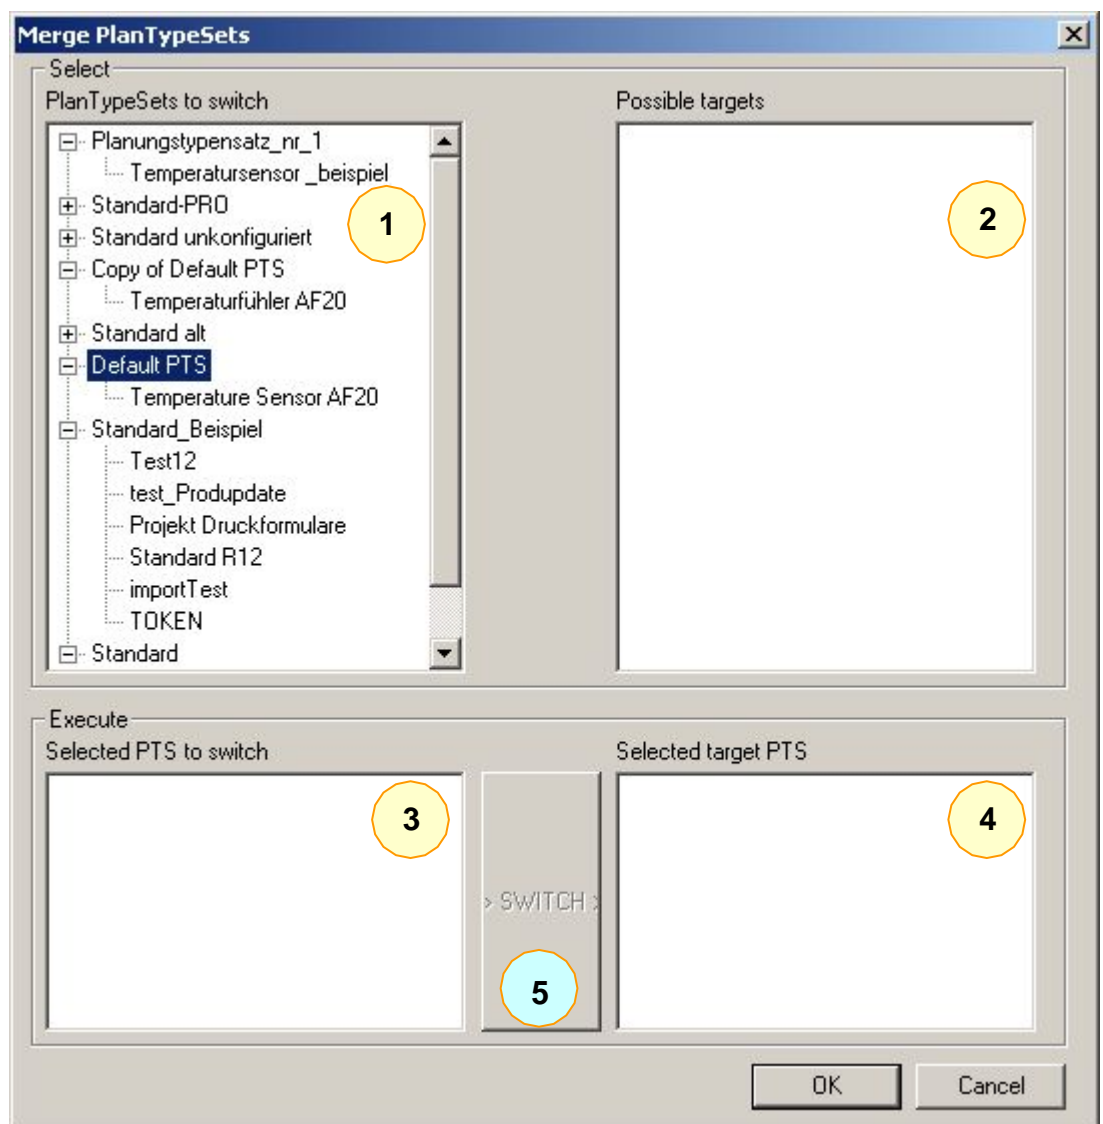 Merge PlanTypeSets
Select
PlanTypeSets to switch
Possible targets
Planungstypensatz_nr_1
Temperatursensor _beispiel
Standard-PRO
1
2
Standard unkonfiguriert
Copy of Default PTS
Temperaturfühler AF20
Standard alt
Default PTS
Temperature Sensor AF20
Standard_Beispiel
Test12
test_Produpdate
Projekt Druckformulare
Standard R12
importTest
TOKEN
Standard
Execute
Selected PTS to switch
Selected target PTS
3
4
> SWITCH >
5
OK
Cancel